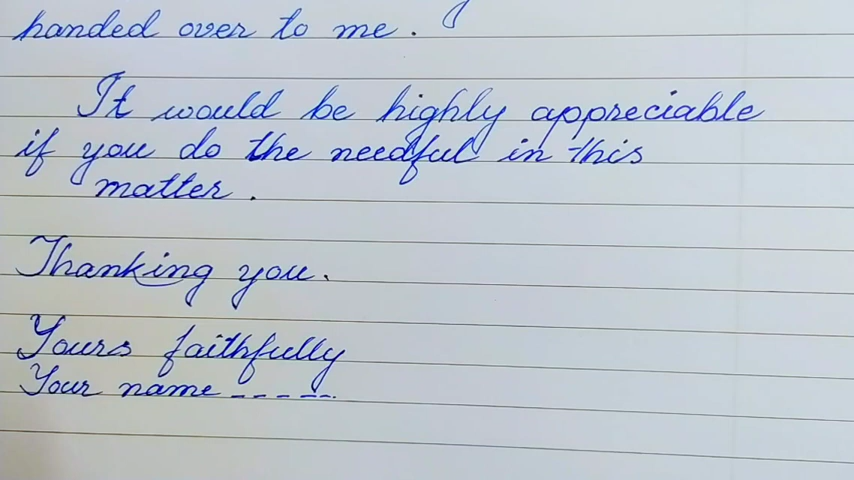 handed over to me.
It would be highly appreciable
if you do the needful in this
matter.
Thanking you.
Yours faithfully
Your name -----.